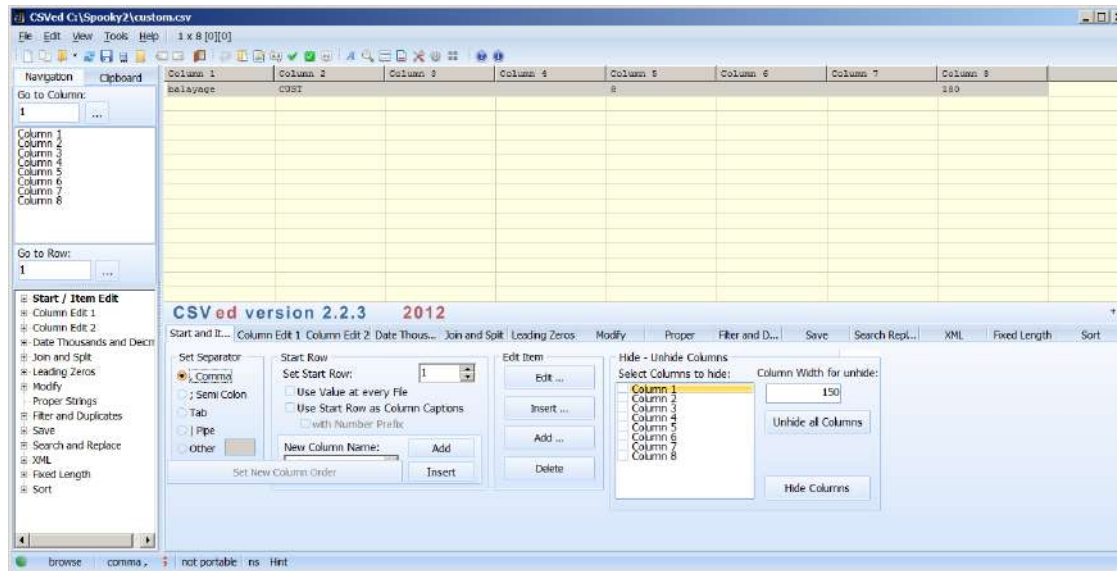 CSVed C:\Spooky2\custom.csv
File Edit View Tools Help 1 x 8 [0][0]
Navigation Clipboard
Go to Column:
1 ...
Column 1
Column 2
Column 3
Column 4
Column 5
Column 6
Column 7
Column 8
Go to Row:
1 ...
Start / Item Edit
Column Edit 1
Column Edit 2
Date Thousands and Decim
Join and Split
Leading Zeros
Modify
Proper Strings
Filter and Duplicates
Save
Search and Replace
XML
Fixed Length
Sort
Column 1 Column 2 Column 3 Column 4 Column 5 Column 6 Column 7 Column 8
balayage CUST 8 180
CSVed version 2.2.3 2012
Start and It... Column Edit 1 Column Edit 2 Date Thous... Join and Split Leading Zeros Modify Proper Filter and D... Save Search Repl... XML Fixed Length Sort
Set Separator
, Comma
; Semi Colon
Tab
| Pipe
Other
Set New Column Order
Start Row
Set Start Row: 1
Use Value at every File
Use Start Row as Column Captions
with Number Prefix
New Column Name:
Add
Insert
Edit Item
Edit ...
Insert ...
Add ...
Delete
Hide - Unhide Columns
Select Columns to hide:
Column 1
Column 2
Column 3
Column 4
Column 5
Column 6
Column 7
Column 8
Column Width for unhide:
150
Unhide all Columns
Hide Columns
browse comma , ; not portable ns Hint